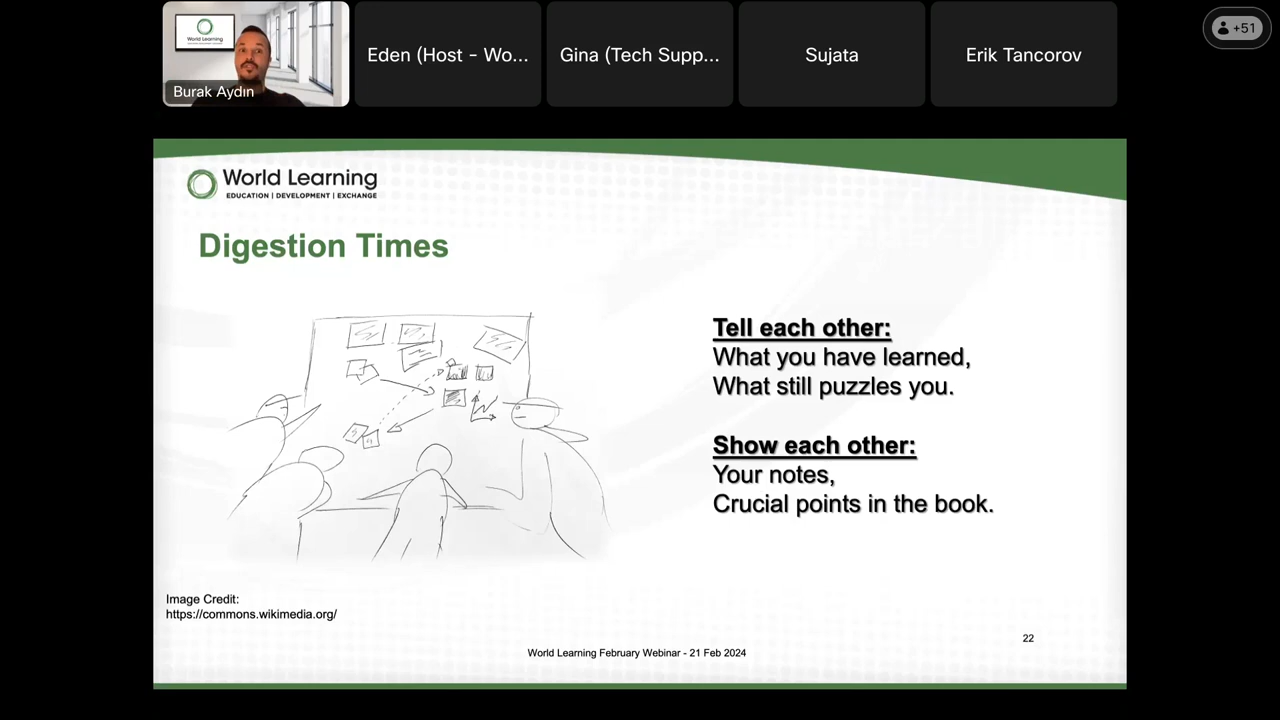 World Learning
Burak Aydın
Eden (Host - Wo...
Gina (Tech Supp...
Sujata
Erik Tancorov
+51
World Learning
EDUCATION | DEVELOPMENT | EXCHANGE
Digestion Times
Tell each other:
What you have learned,
What still puzzles you.
Show each other:
Your notes,
Crucial points in the book.
Image Credit:
https://commons.wikimedia.org/
22
World Learning February Webinar - 21 Feb 2024